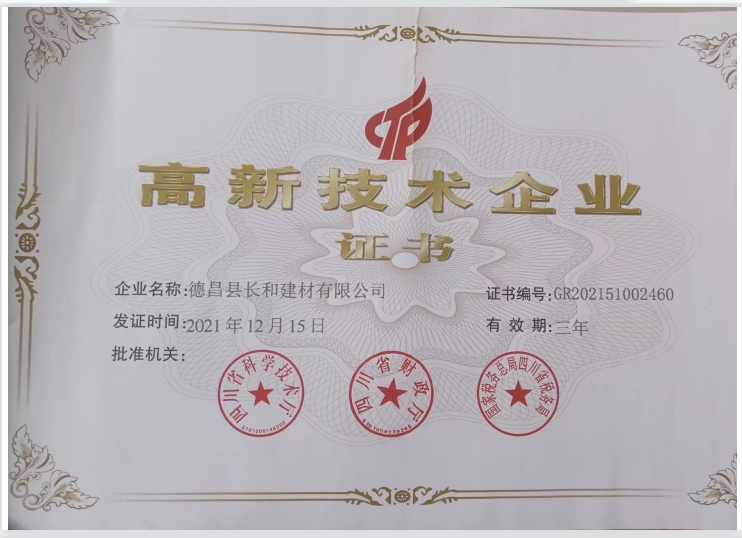 高新技术企业
证书
企业名称:德昌县长和建材有限公司
证书编号:GR202151002460
发证时间:2021年12月15日
有效期:三年
批准机关:
四川省科学技术厅
四川省财政厅
国家税务总局四川省税务局